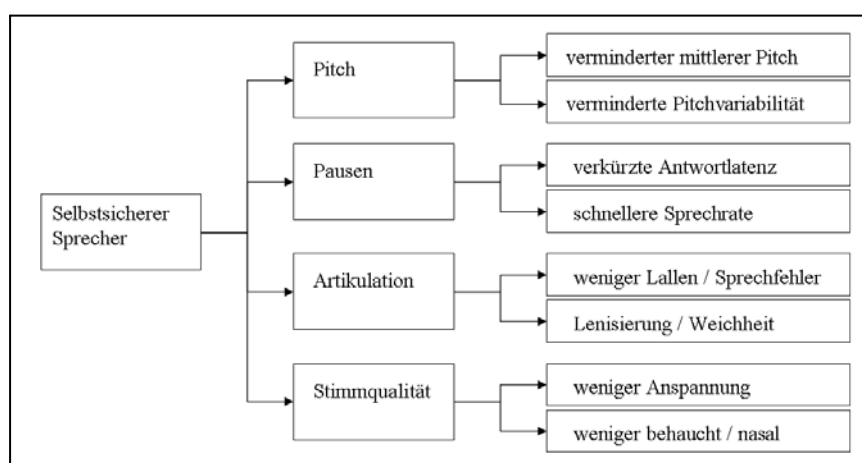 Selbstsicherer
Sprecher
Pitch
verminderter mittlerer Pitch
verminderte Pitchvariabilität
Pausen
verkürzte Antwortlatenz
schnellere Sprechrate
Artikulation
weniger Lallen / Sprechfehler
Lenisierung / Weichheit
Stimmqualität
weniger Anspannung
weniger behaucht / nasal